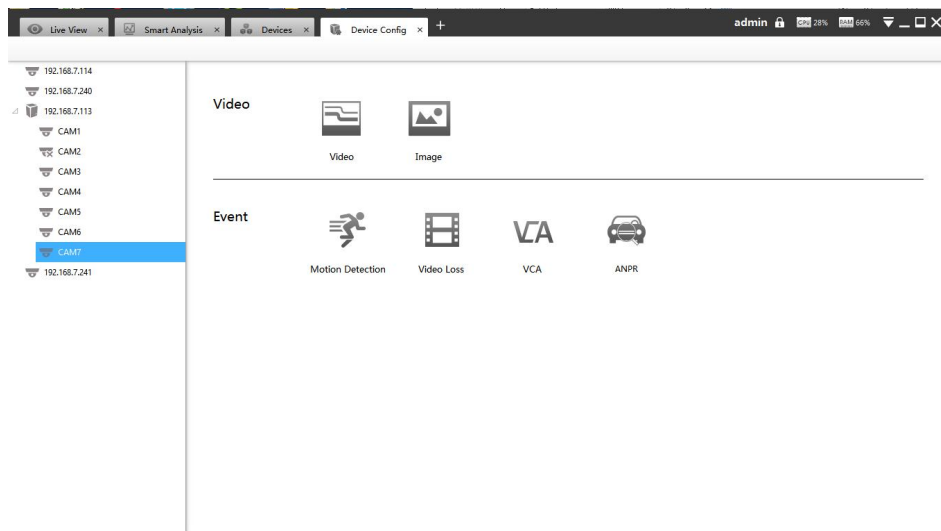 Live View × Smart Analysis × Devices × Device Config × + admin CPU 28% RAM 66%
192.168.7.114
192.168.7.240
192.168.7.113
CAM1
CAM2
CAM3
CAM4
CAM5
CAM6
CAM7
192.168.7.241
Video
Video Image
Event
VCA
Motion Detection Video Loss VCA ANPR